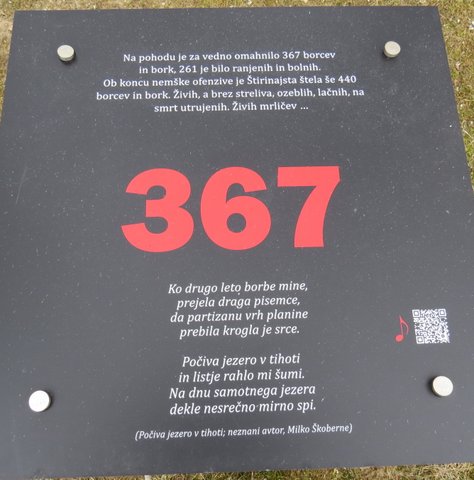 Na pohodu je za vedno omahnilo 367 borcev
in bork, 261 je bilo ranjenih in bolnih.
Ob koncu nemške ofenzive je Štirinajsta štela še 440
borcev in bork. Živih, a brez streliva, ozeblih, lačnih, na
smrt utrujenih. Živih mrličev ...
367
Ko drugo leto borbe mine,
prejela draga pisemce,
da partizanu vrh planine
prebila krogla je srce.
Počiva jezero v tihoti
in listje rahlo mi šumi.
Na dnu samotnega jezera
dekle nesrečno mirno spi.
(Počiva jezero v tihoti; neznani avtor, Milko Škoberne)